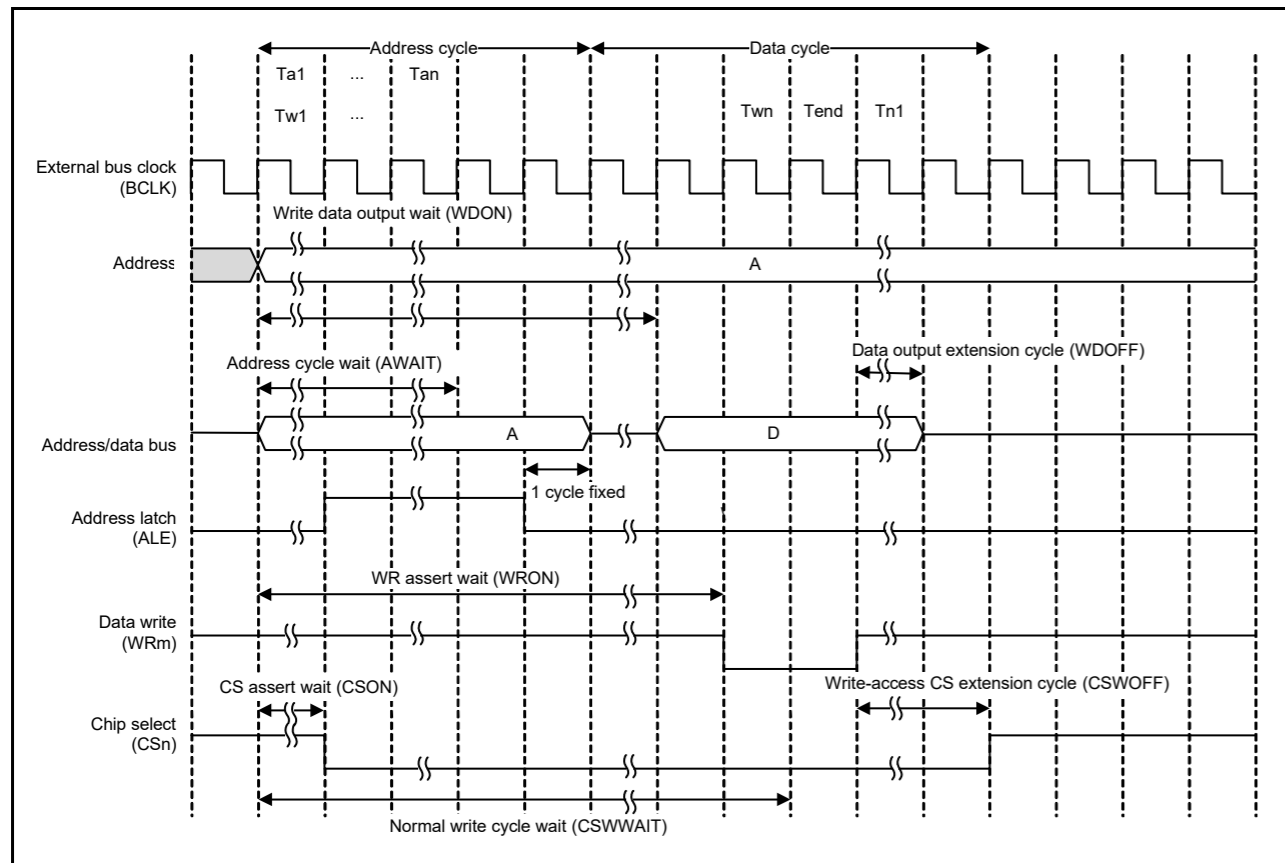 Address cycle
Data cycle
Ta1
...
Tan
Tw1
...
Twn
Tend
Tn1
External bus clock
(BCLK)
Write data output wait (WDON)
Address
A
Data output extension cycle (WDOFF)
Address cycle wait (AWAIT)
Address/data bus
A
D
1 cycle fixed
Address latch
(ALE)
WR assert wait (WRON)
Data write
(WRm)
CS assert wait (CSON)
Write-access CS extension cycle (CSWOFF)
Chip select
(CSn)
Normal write cycle wait (CSWWAIT)